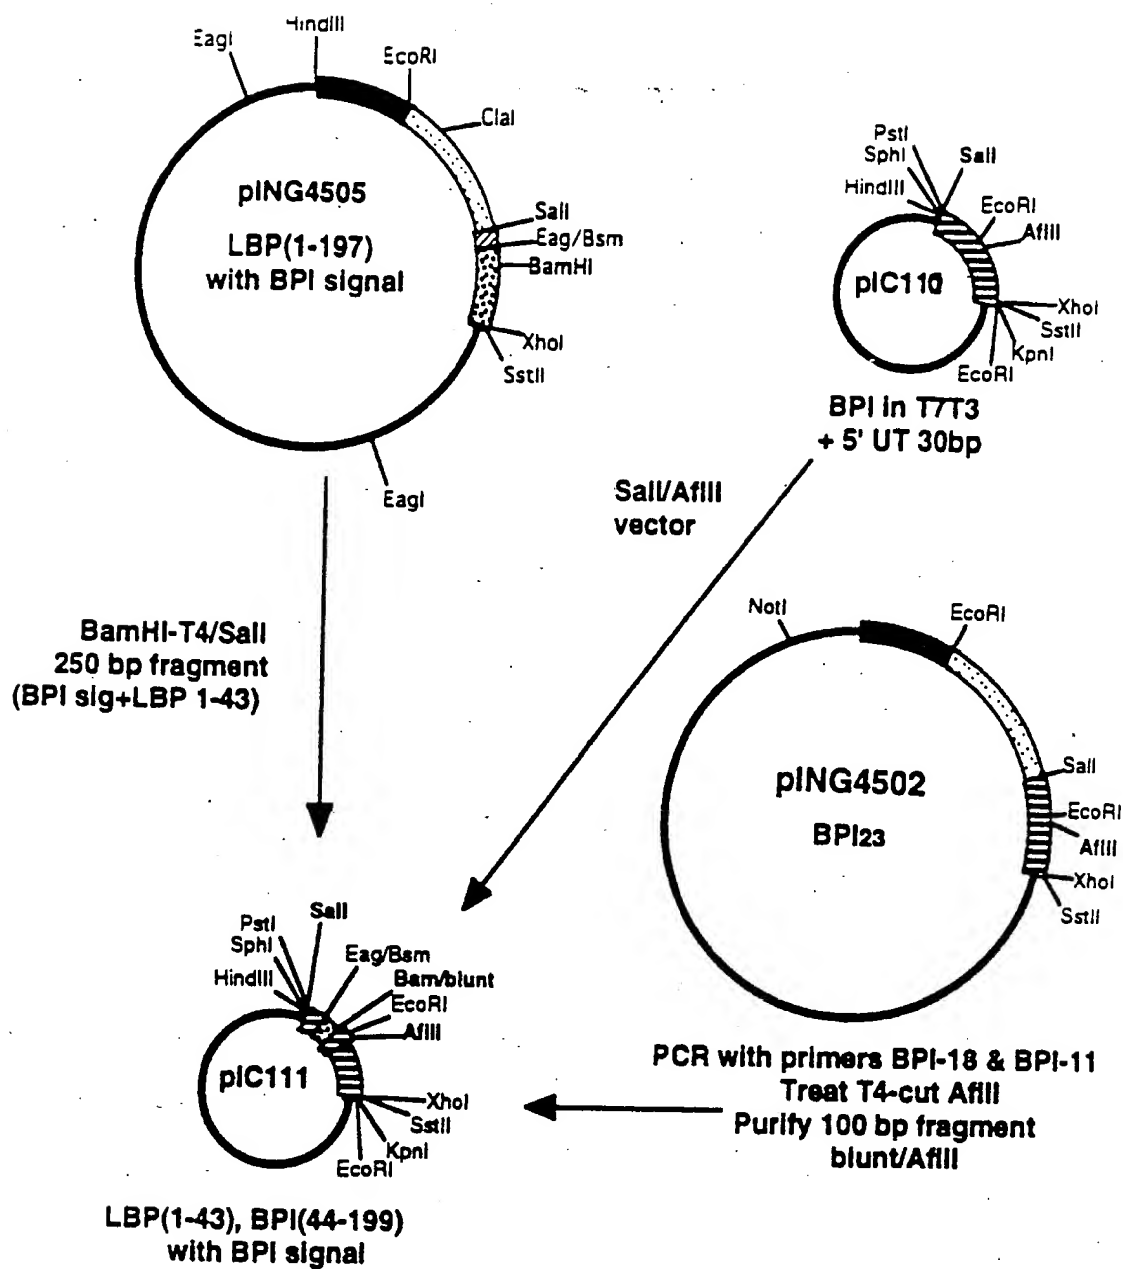 HindIII
EagI
EcoRI
ClaI
pING4505
LBP(1-197)
with BPI signal
SalI
Eag/Bsm
BamHI
XhoI
SstII
EagI
PstI
SphI
SalI
HindIII
EcoRI
AflII
pIC110
XhoI
SstII
KpnI
EcoRI
BPI in T7T3
+ 5' UT 30bp
SalI/AflII
vector
BamHI-T4/SalI
250 bp fragment
(BPI sig+LBP 1-43)
NotI
EcoRI
pING4502
BPI23
SalI
EcoRI
AflII
XhoI
SstII
PCR with primers BPI-18 & BPI-11
Treat T4-cut AflII
Purify 100 bp fragment
blunt/AflII
SalI
PstI
SphI
Eag/Bsm
HindIII
Bam/blunt
EcoRI
AflII
pIC111
XhoI
SstII
KpnI
EcoRI
LBP(1-43), BPI(44-199)
with BPI signal